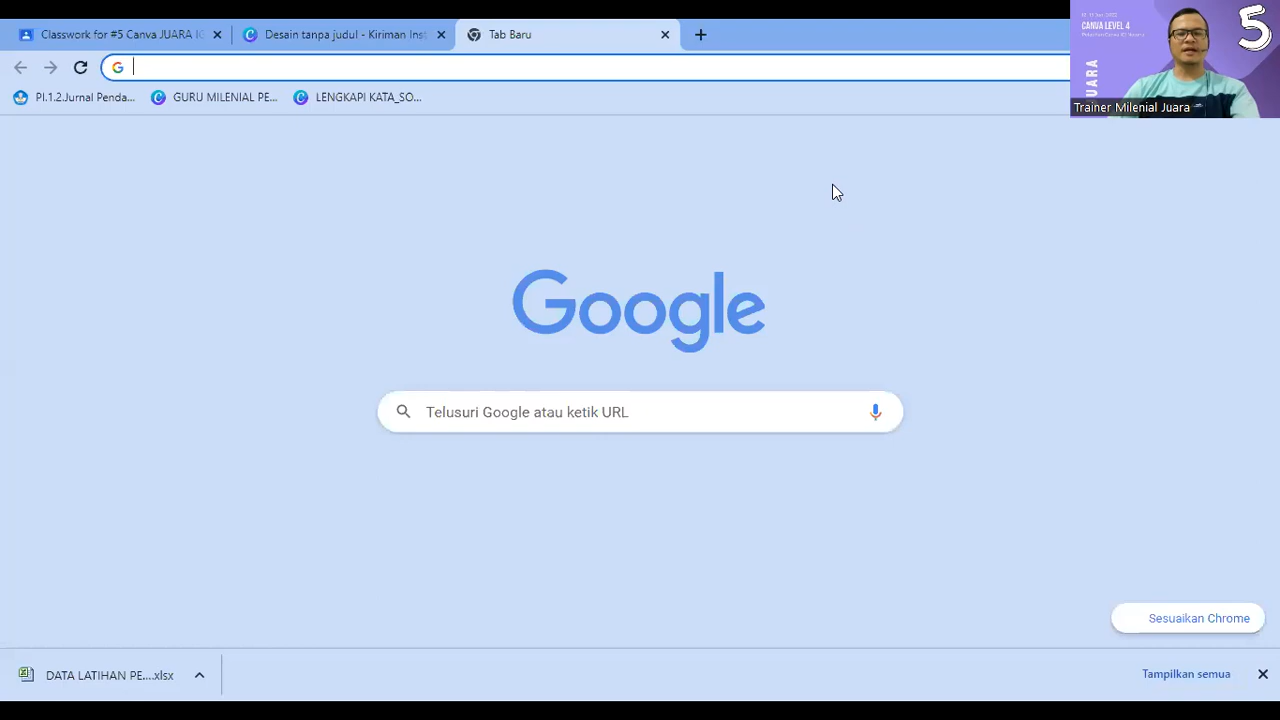 Classwork for #5 Canva JUARA
Desain tanpa judul - Kiriman
Tab Baru
PI.1.2.Jurnal Penda...
GURU MILENIAL PE...
LENGKAPI KATA_SO...
CANVA LEVEL 4
JUARA
5
Trainer Milenial Juara
Google
Telusuri Google atau ketik URL
Sesuaikan Chrome
DATA LATIHAN PE....xlsx
Tampilkan semua